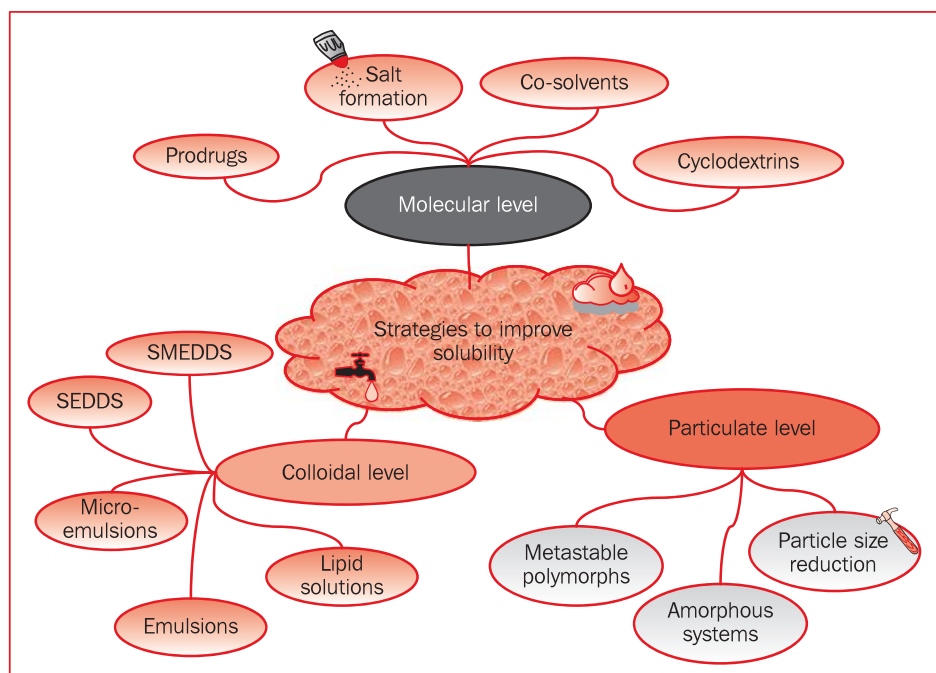 Salt
formation
Co-solvents
Prodrugs
Cyclodextrins
Molecular level
Strategies to improve
solubility
SMEDDS
SEDDS
Colloidal level
Micro-
emulsions
Lipid
solutions
Emulsions
Particulate level
Metastable
polymorphs
Particle size
reduction
Amorphous
systems